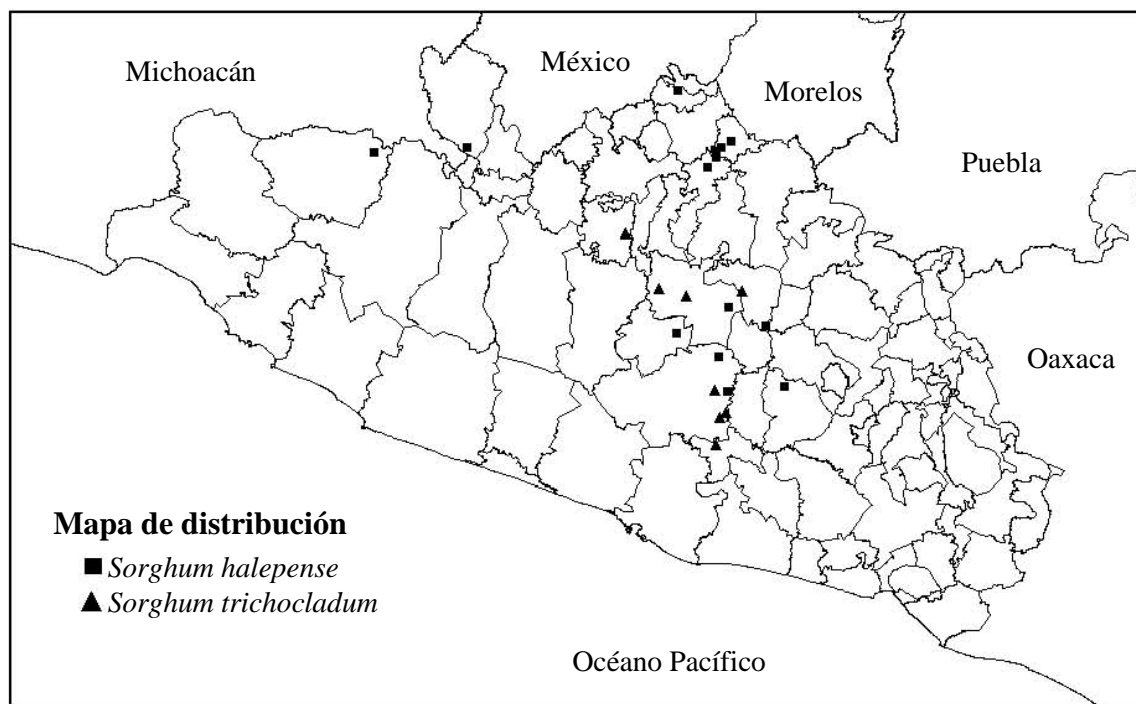 Michoacán
México
Morelos
Puebla
Oaxaca
Mapa de distribución
Sorghum halepense
Sorghum trichocladum
Océano Pacífico